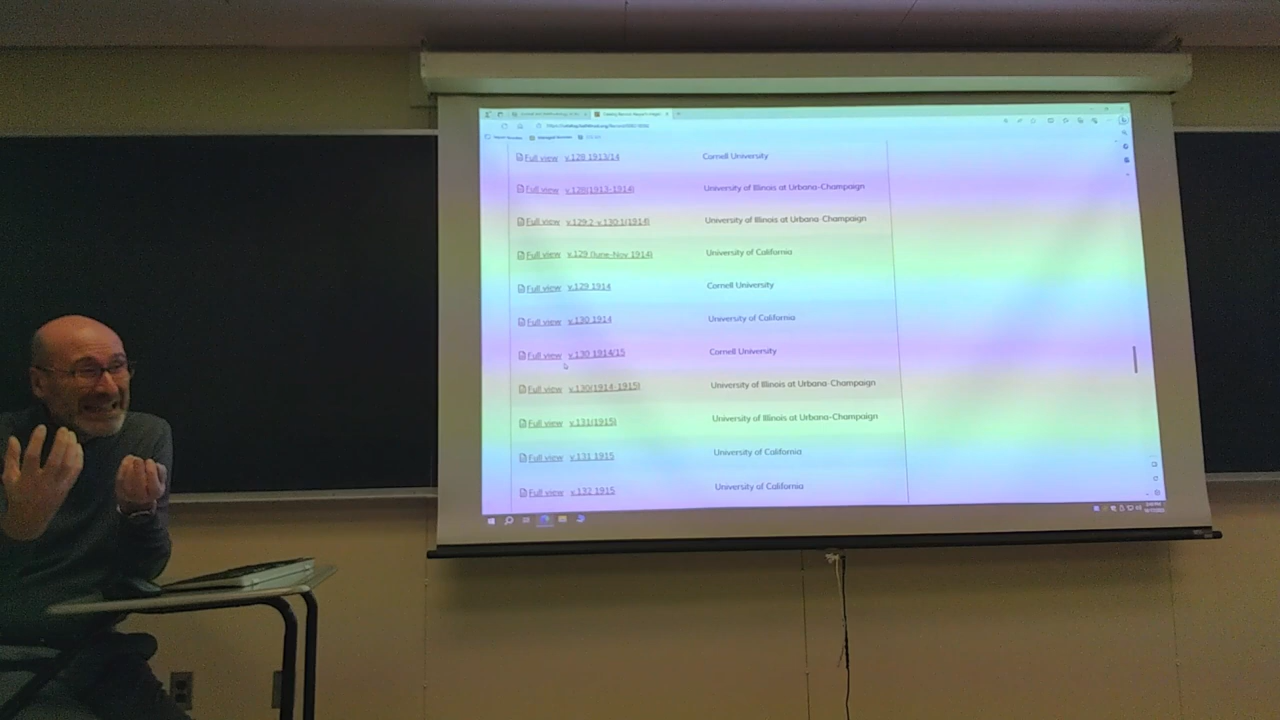 Full view v.128 1913/14 Cornell University
Full view v.128(1913-1914) University of Illinois at Urbana-Champaign
Full view v.129:2 v.130:1(1914) University of Illinois at Urbana-Champaign
Full view v.129 (June-Nov 1914) University of California
Full view v.129 1914 Cornell University
Full view v.130 1914 University of California
Full view v.130 1914/15 Cornell University
Full view v.130(1914-1915) University of Illinois at Urbana-Champaign
Full view v.131(1915) University of Illinois at Urbana-Champaign
Full view v.131 1915 University of California
Full view v.132 1915 University of California